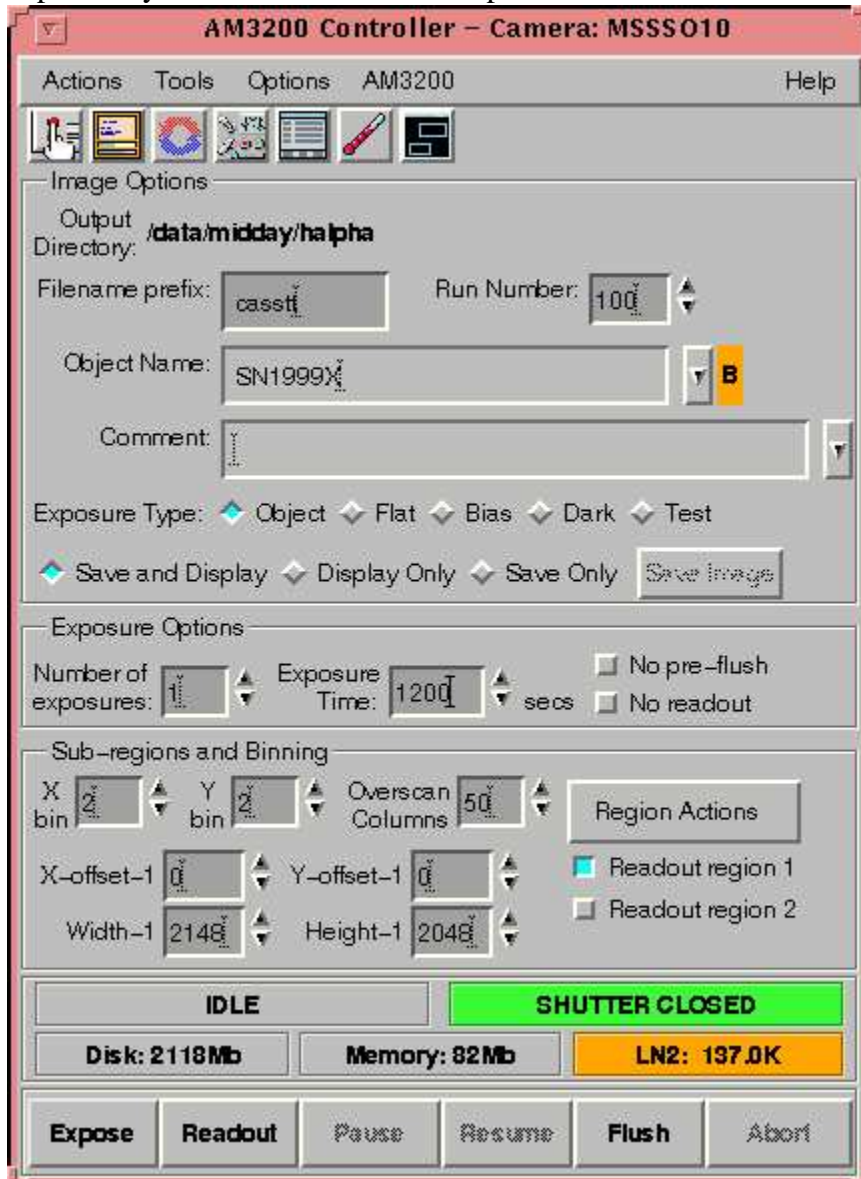 AM3200 Controller – Camera: MSSSO10
Actions Tools Options AM3200 Help
Image Options
Output Directory: /data/midday/halpha
Filename prefix: casstf Run Number: 100
Object Name: SN1999X B
Comment:
Exposure Type: Object Flat Bias Dark Test
Save and Display Display Only Save Only Save Image
Exposure Options
Number of exposures: 1 Exposure Time: 1200 secs
No pre–flush
No readout
Sub–regions and Binning
X bin 2 Y bin 2 Overscan Columns 50 Region Actions
X–offset–1 0 Y–offset–1 0 Readout region 1
Width–1 2148 Height–1 2048 Readout region 2
IDLE SHUTTER CLOSED
Disk: 2118Mb Memory: 82Mb LN2: 137.0K
Expose Readout Pause Resume Flush Abort